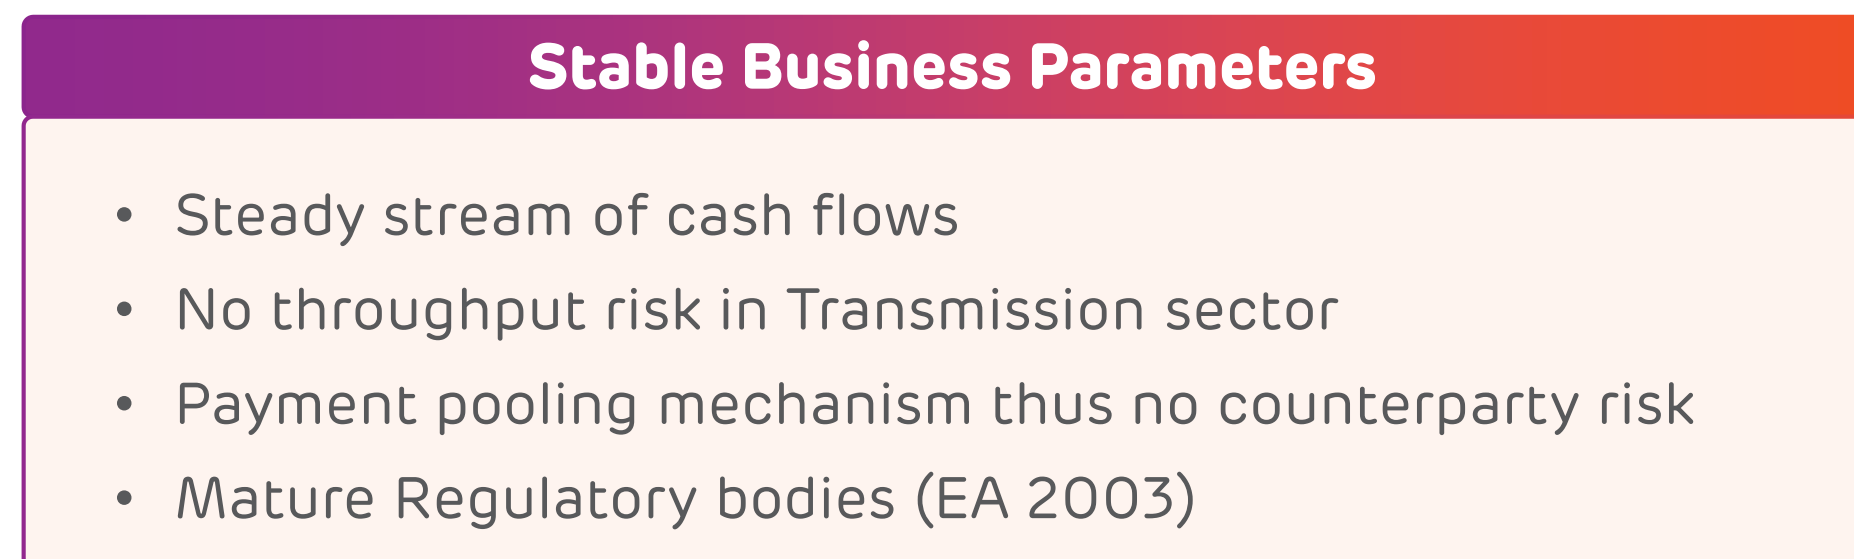 Stable Business Parameters
• Steady stream of cash flows
• No throughput risk in Transmission sector
• Payment pooling mechanism thus no counterparty risk
• Mature Regulatory bodies (EA 2003)